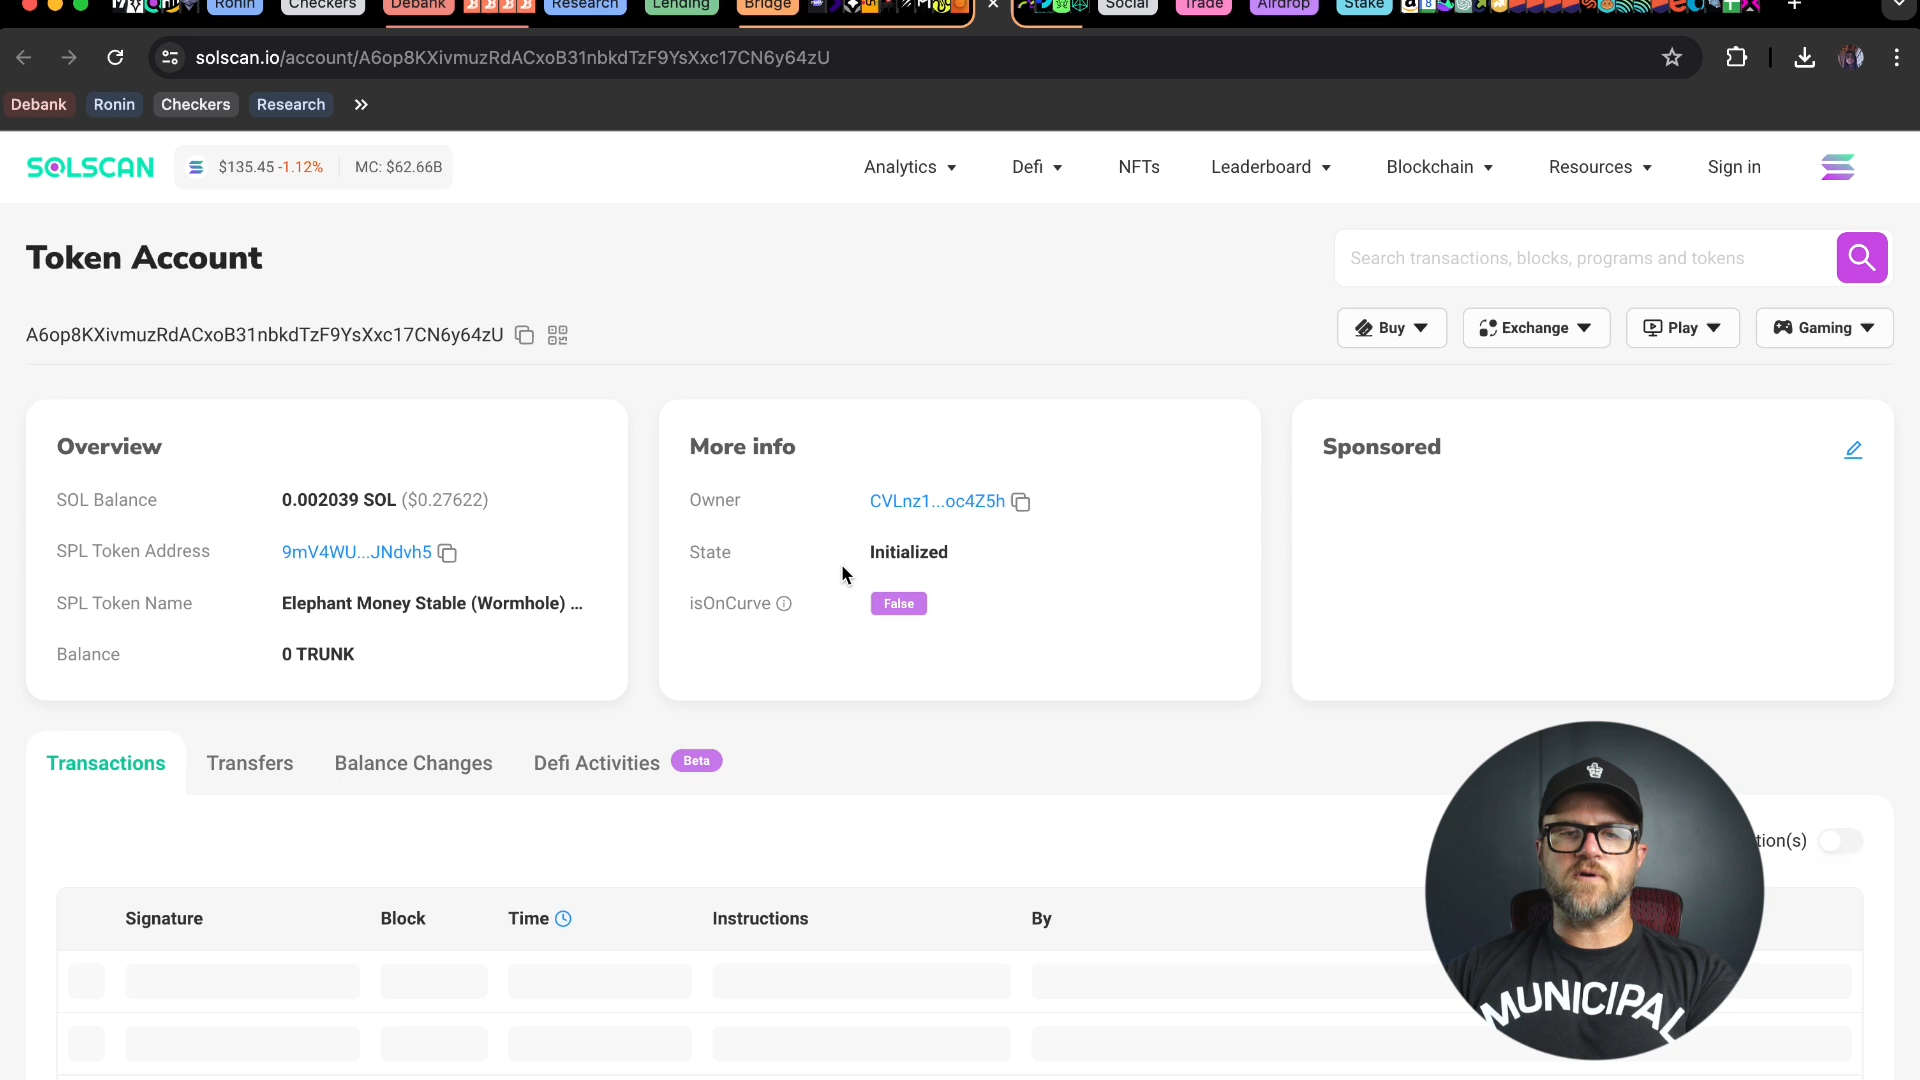 Ronin Checkers Debank Research Lending Bridge Social Trade Airdrop Stake
solscan.io/account/A6op8KXivmuzRdACxoB31nbkdTzF9YsXxc17CN6y64zU
Debank Ronin Checkers Research
SOLSCAN $135.45 -1.12% MC: $62.66B Analytics Defi NFTs Leaderboard Blockchain Resources Sign in
Token Account
Search transactions, blocks, programs and tokens
A6op8KXivmuzRdACxoB31nbkdTzF9YsXxc17CN6y64zU
Buy Exchange Play Gaming
Overview
SOL Balance 0.002039 SOL ($0.27622)
SPL Token Address 9mV4WU...JNdvh5
SPL Token Name Elephant Money Stable (Wormhole) ...
Balance 0 TRUNK
More info
Owner CVLnz1...oc4Z5h
State Initialized
isOnCurve False
Sponsored
Transactions Transfers Balance Changes Defi Activities Beta
tion(s)
Signature Block Time Instructions By
MUNICIPAL